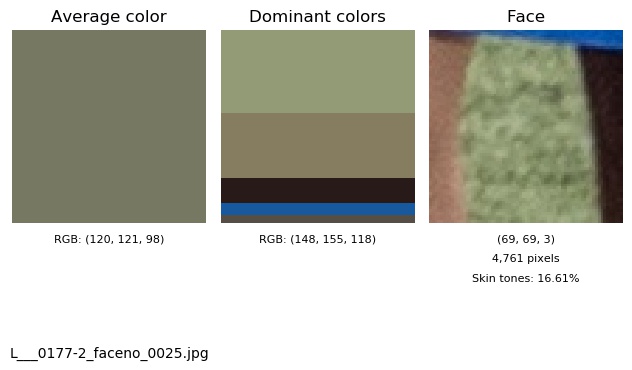 Average color
Dominant colors
Face
RGB: (120, 121, 98)
RGB: (148, 155, 118)
(69, 69, 3)
4,761 pixels
Skin tones: 16.61%
L___0177-2_faceno_0025.jpg